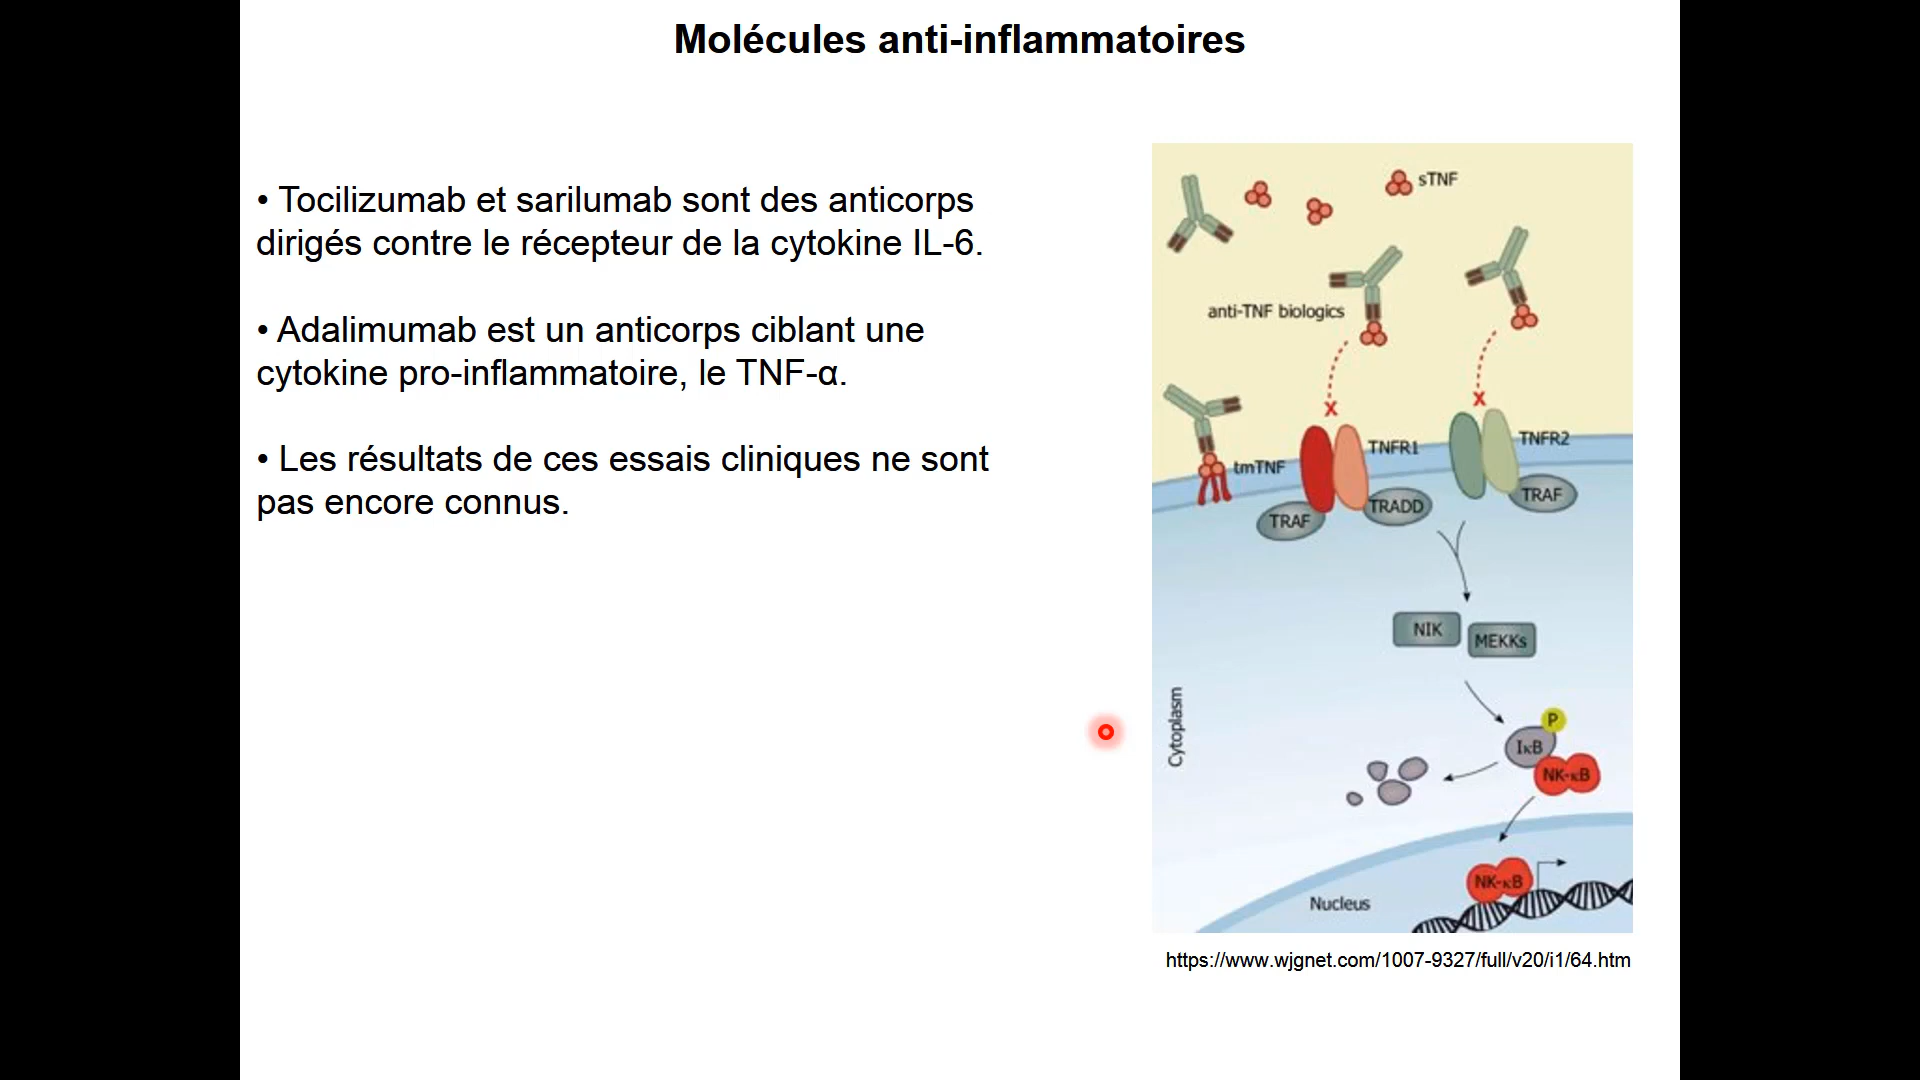 Molécules anti-inflammatoires
• Tocilizumab et sarilumab sont des anticorps
dirigés contre le récepteur de la cytokine IL-6.
• Adalimumab est un anticorps ciblant une
cytokine pro-inflammatoire, le TNF-α.
• Les résultats de ces essais cliniques ne sont
pas encore connus.
sTNF
anti-TNF biologics
X
X
TNFR1
TNFR2
tmTNF
TRAF
TRADD
TRAF
NIK
MEKKs
Cytoplasm
P
IκB
NK-κB
NK-κB
Nucleus
https://www.wjgnet.com/1007-9327/full/v20/i1/64.htm